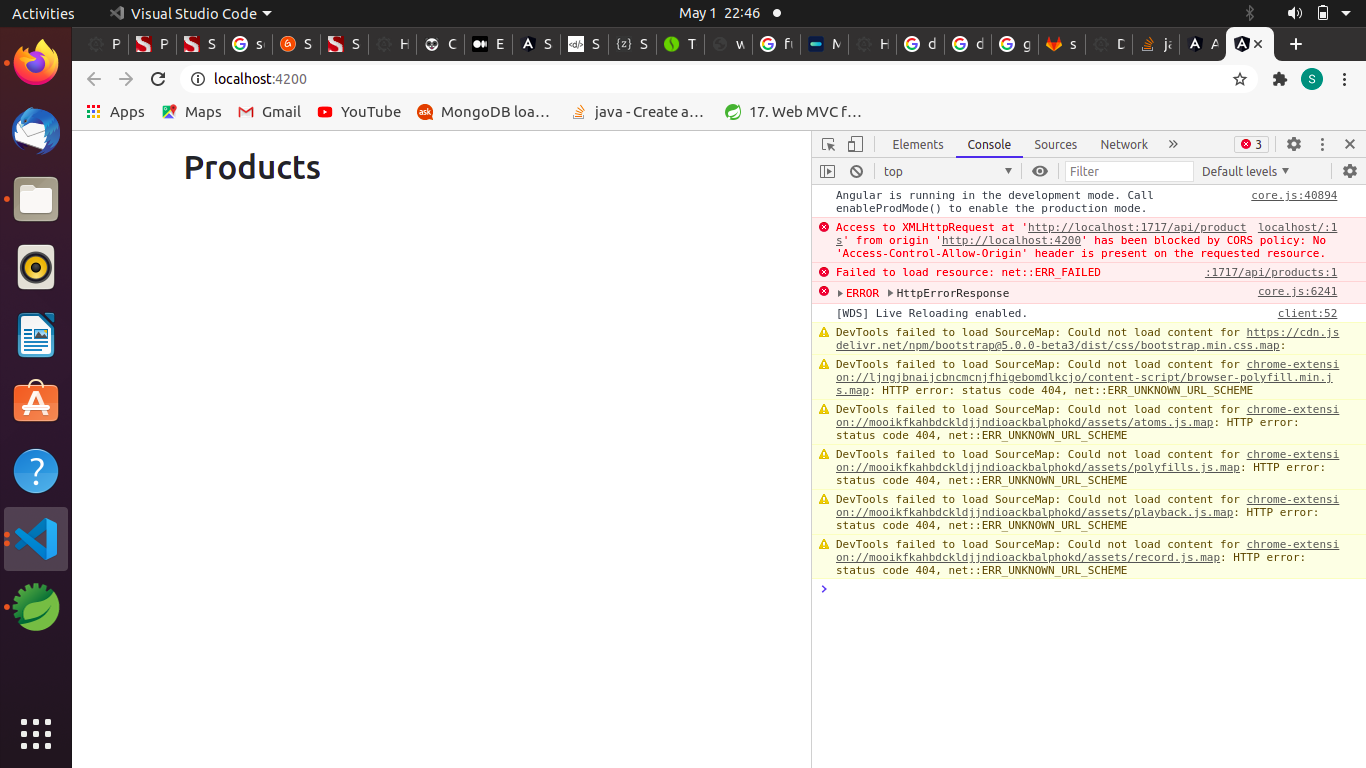 Activities
Visual Studio Code
May 1 22:46
P
P
S
s
S
S
H
C
E
S
S
S
T
w
fu
M
H
d
d
g
s
D
ja
A
localhost:4200
S
Apps
Maps
Gmail
YouTube
ask
MongoDB loa…
java - Create a…
17. Web MVC f…
Products
Elements
Console
Sources
Network
3
top
Filter
Default levels
Angular is running in the development mode. Call core.js:40894
enableProdMode() to enable the production mode.
Access to XMLHttpRequest at 'http://localhost:1717/api/product localhost/:1
s' from origin 'http://localhost:4200' has been blocked by CORS policy: No
'Access-Control-Allow-Origin' header is present on the requested resource.
Failed to load resource: net::ERR_FAILED :1717/api/products:1
ERROR HttpErrorResponse core.js:6241
[WDS] Live Reloading enabled. client:52
DevTools failed to load SourceMap: Could not load content for https://cdn.js
delivr.net/npm/bootstrap@5.0.0-beta3/dist/css/bootstrap.min.css.map:
DevTools failed to load SourceMap: Could not load content for chrome-extensi
on://ljngjbnaijcbncmcnjfhigebomdlkcjo/content-script/browser-polyfill.min.j
s.map: HTTP error: status code 404, net::ERR_UNKNOWN_URL_SCHEME
DevTools failed to load SourceMap: Could not load content for chrome-extensi
on://mooikfkahbdckldjjndioackbalphokd/assets/atoms.js.map: HTTP error:
status code 404, net::ERR_UNKNOWN_URL_SCHEME
DevTools failed to load SourceMap: Could not load content for chrome-extensi
on://mooikfkahbdckldjjndioackbalphokd/assets/polyfills.js.map: HTTP error:
status code 404, net::ERR_UNKNOWN_URL_SCHEME
DevTools failed to load SourceMap: Could not load content for chrome-extensi
on://mooikfkahbdckldjjndioackbalphokd/assets/playback.js.map: HTTP error:
status code 404, net::ERR_UNKNOWN_URL_SCHEME
DevTools failed to load SourceMap: Could not load content for chrome-extensi
on://mooikfkahbdckldjjndioackbalphokd/assets/record.js.map: HTTP error:
status code 404, net::ERR_UNKNOWN_URL_SCHEME